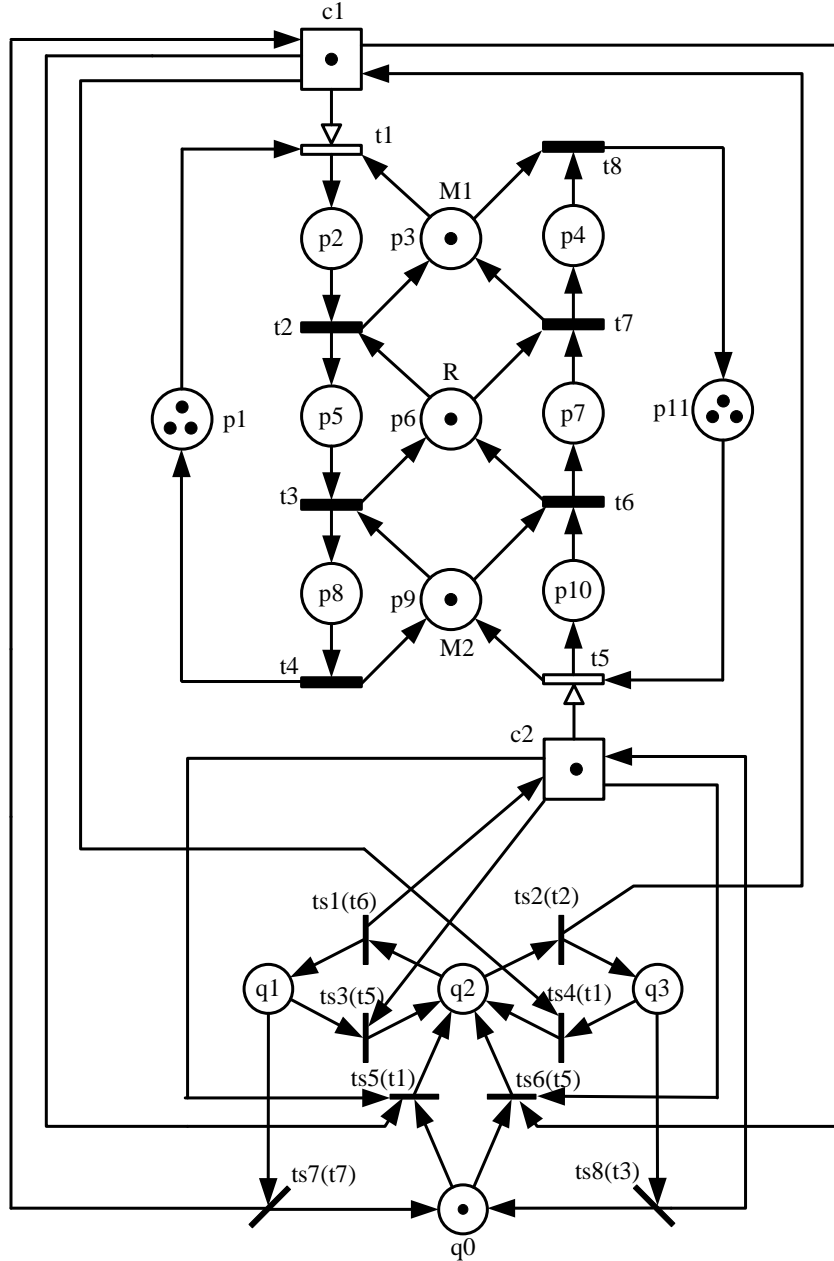 c1
t1
t8
M1
p2
p3
p4
t2
t7
R
p1
p5
p6
p7
p11
t3
t6
p8
p9
p10
M2
t4
t5
c2
ts1(t6)
ts2(t2)
q1
ts3(t5)
q2
ts4(t1)
q3
ts5(t1)
ts6(t5)
ts7(t7)
ts8(t3)
q0